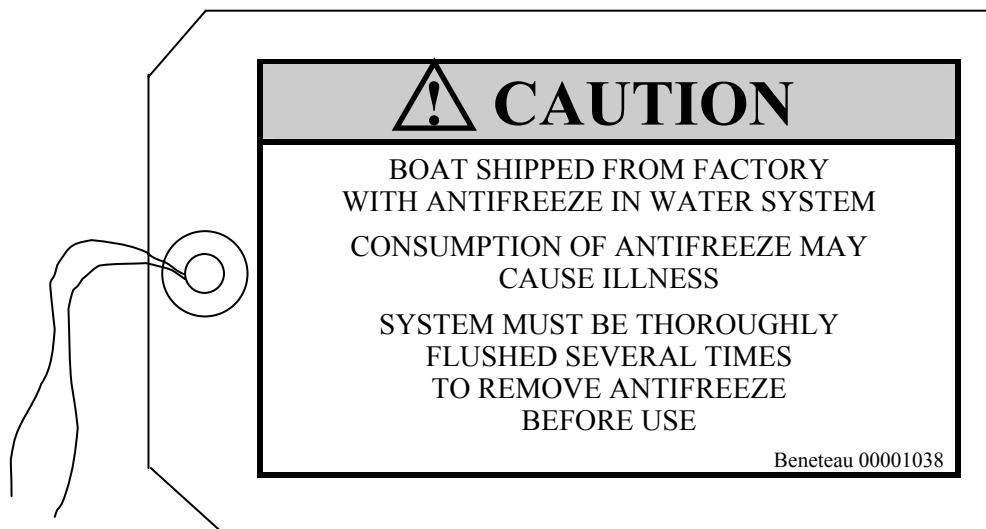 CAUTION
BOAT SHIPPED FROM FACTORY
WITH ANTIFREEZE IN WATER SYSTEM
CONSUMPTION OF ANTIFREEZE MAY
CAUSE ILLNESS
SYSTEM MUST BE THOROUGHLY
FLUSHED SEVERAL TIMES
TO REMOVE ANTIFREEZE
BEFORE USE
Beneteau 00001038